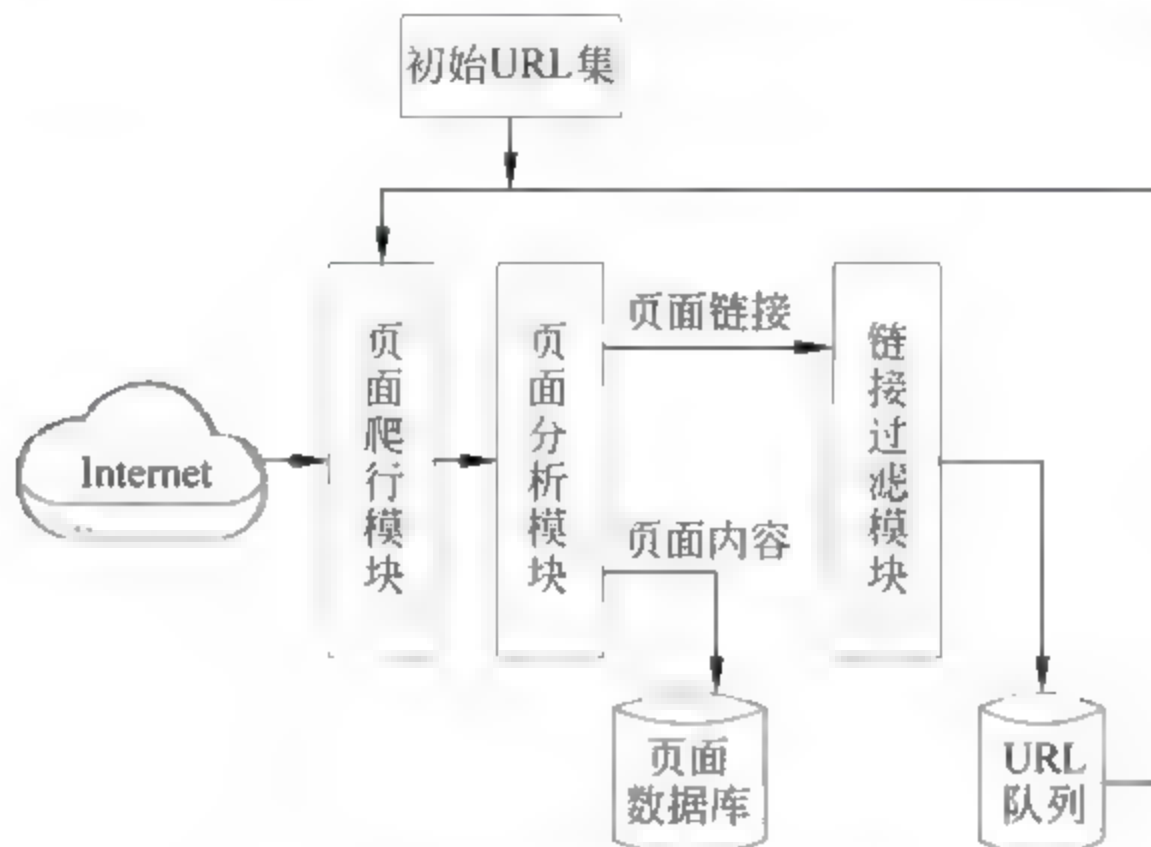 初始URL集
页面爬行模块
页面分析模块
页面链接
链接过滤模块
Internet
页面内容
页面
数据库
URL
队列